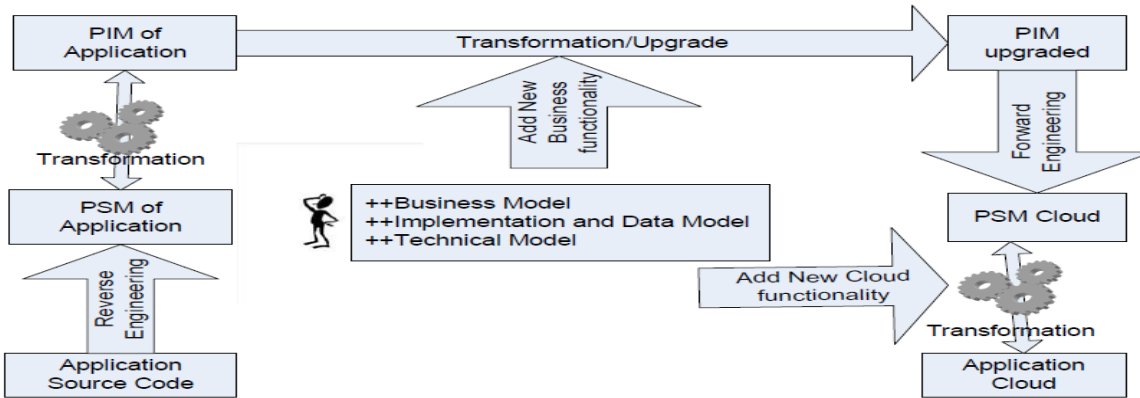 PIM of
Application
Transformation/Upgrade
PIM
upgraded
Add New
Business
functionality
Forward
Engineering
Transformation
PSM of
Application
++Business Model
++Implementation and Data Model
++Technical Model
PSM Cloud
Reverse
Engineering
Add New Cloud
functionality
Transformation
Application
Source Code
Application
Cloud